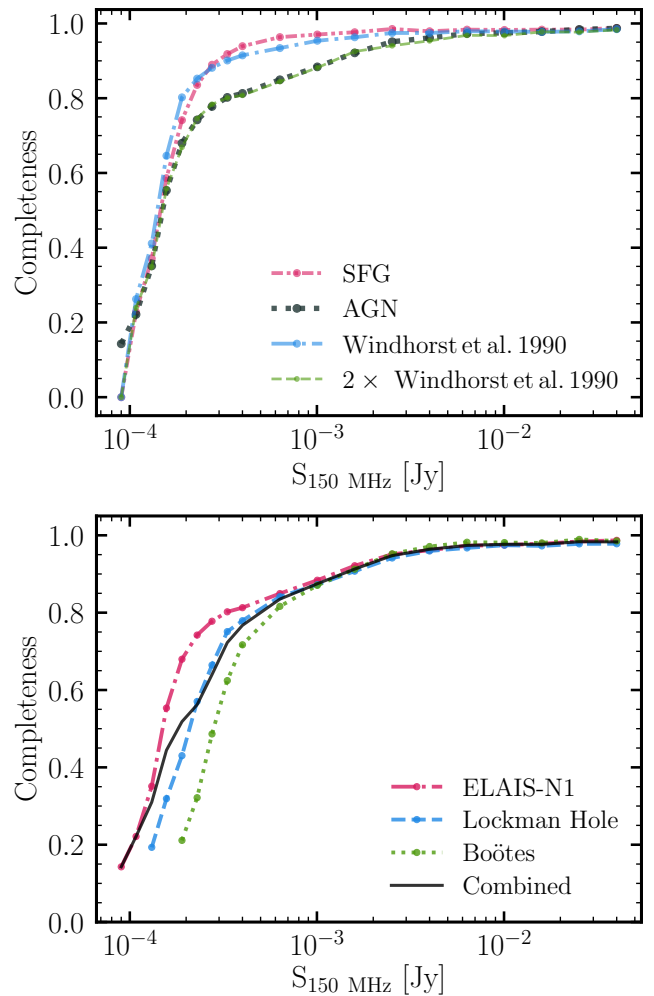 1.0
0.8
0.6
0.4
0.2
0.0
Completeness
SFG
AGN
Windhorst et al. 1990
2 × Windhorst et al. 1990
10⁻⁴ 10⁻³ 10⁻²
S₁₅₀ MHz [Jy]
1.0
0.8
0.6
0.4
0.2
0.0
Completeness
ELAIS-N1
Lockman Hole
Boötes
Combined
10⁻⁴ 10⁻³ 10⁻²
S₁₅₀ MHz [Jy]